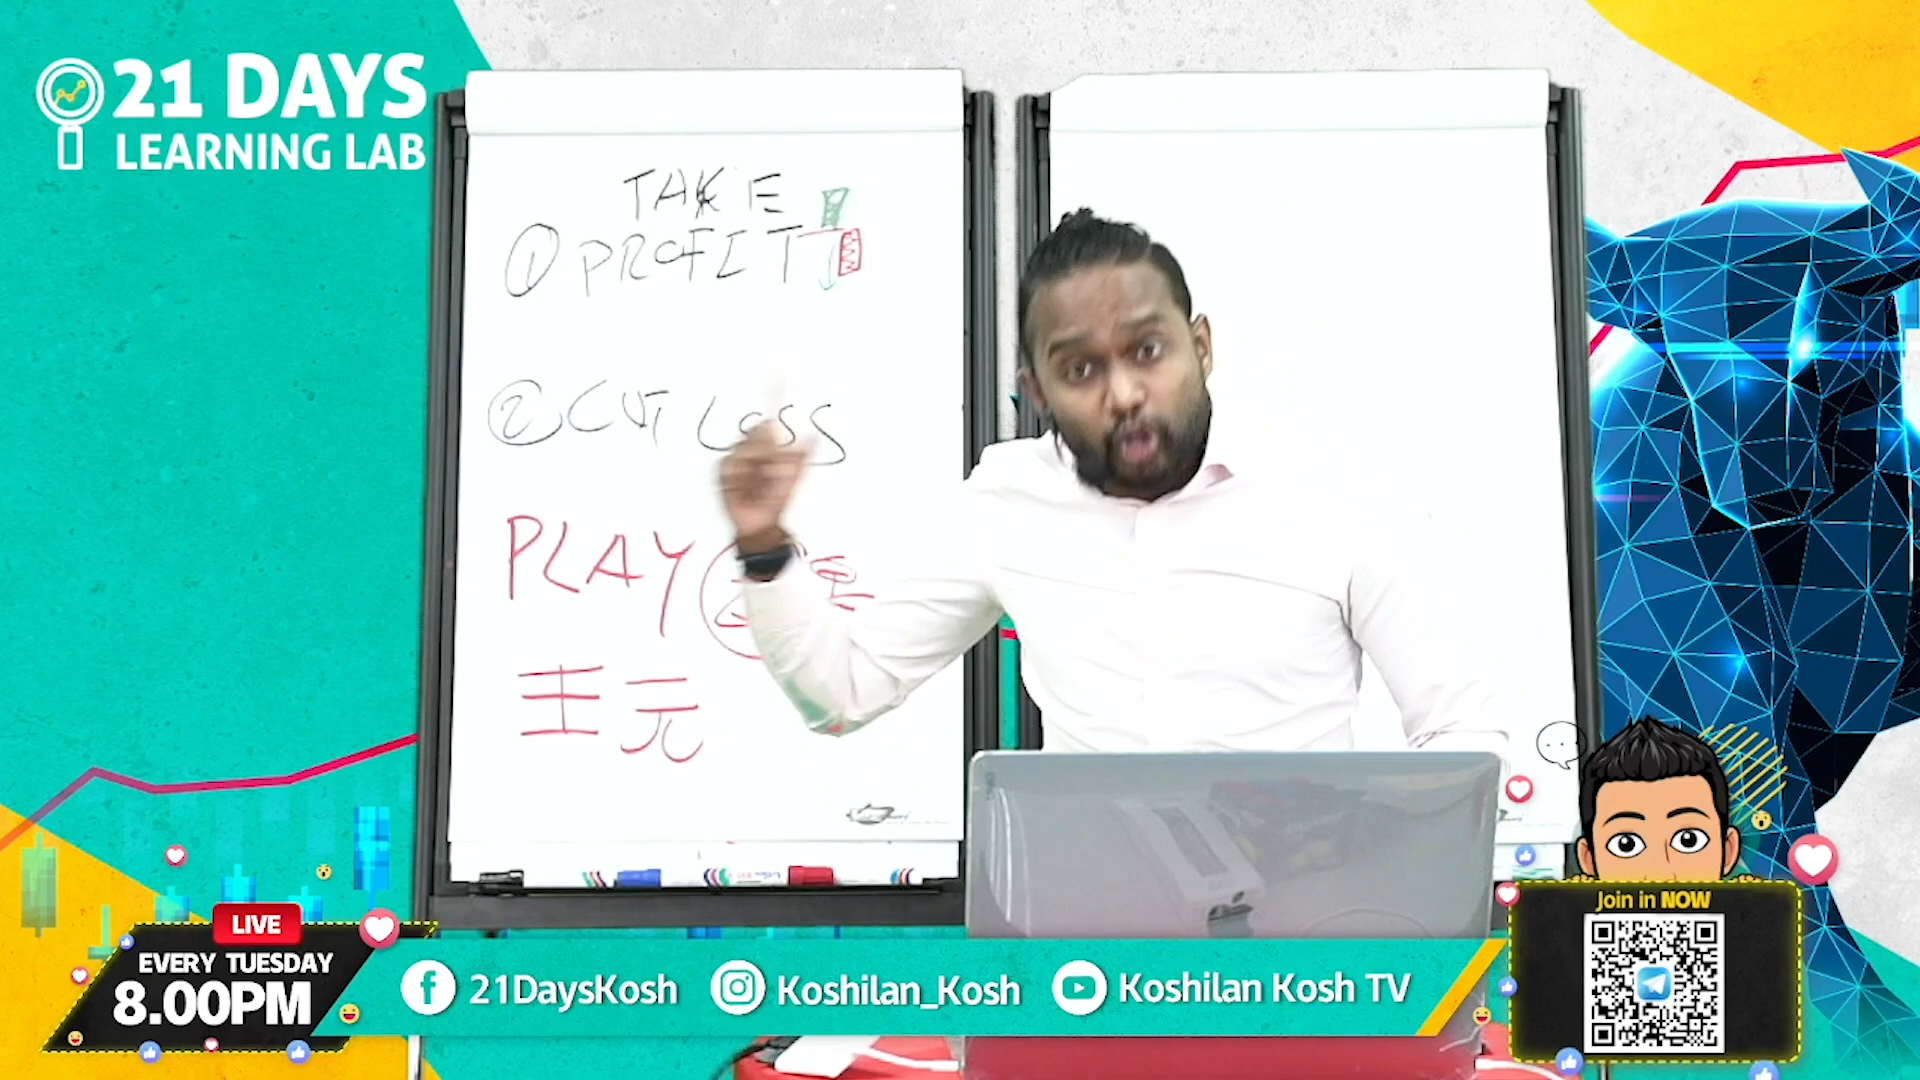 21 DAYS
LEARNING LAB
TAKE
① PROFIT
② CUT LOSS
PLAY
主元
LIVE
EVERY TUESDAY
8.00PM
21DaysKosh
Koshilan_Kosh
Koshilan Kosh TV
Join in NOW